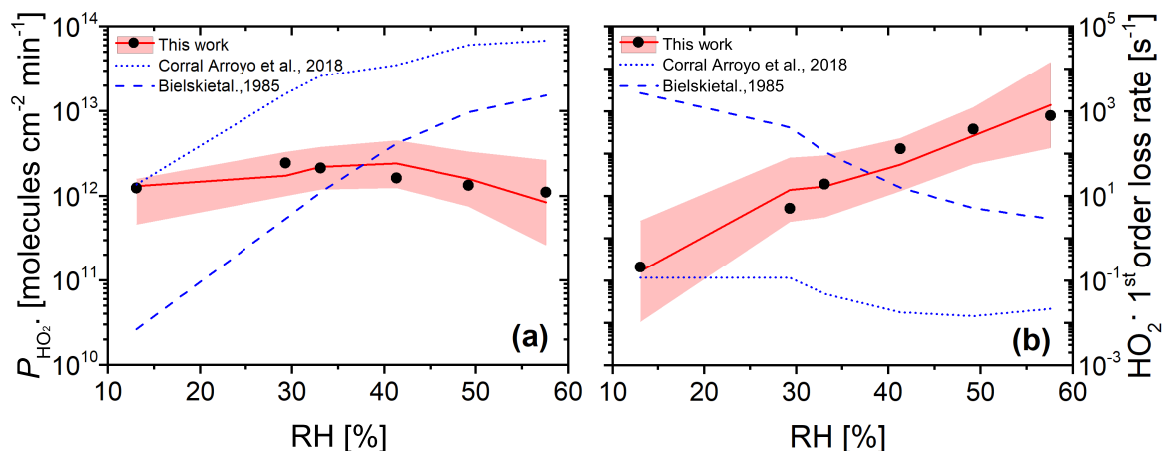 10^14
10^13
10^12
10^11
10^10
P_HO₂· [molecules cm⁻² min⁻¹]
This work
Corral Arroyo et al., 2018
Bielskietal.,1985
(a)
10 20 30 40 50 60
RH [%]
This work
Corral Arroyo et al., 2018
Bielskietal.,1985
(b)
10 20 30 40 50 60
RH [%]
10^5
10^3
10^1
10^-1
10^-3
HO₂· 1st order loss rate [s⁻¹]